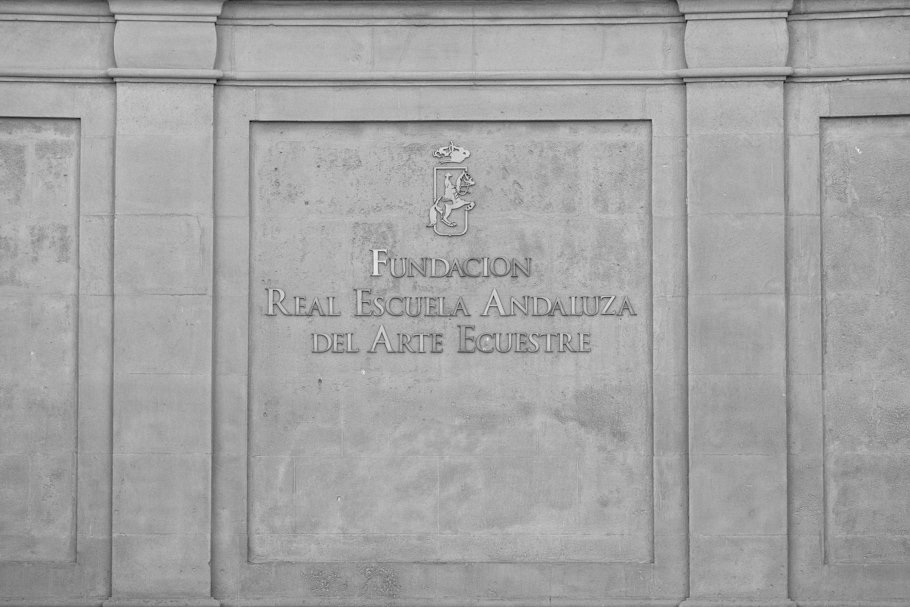 FUNDACION
REAL ESCUELA ANDALUZA
DEL ARTE ECUESTRE